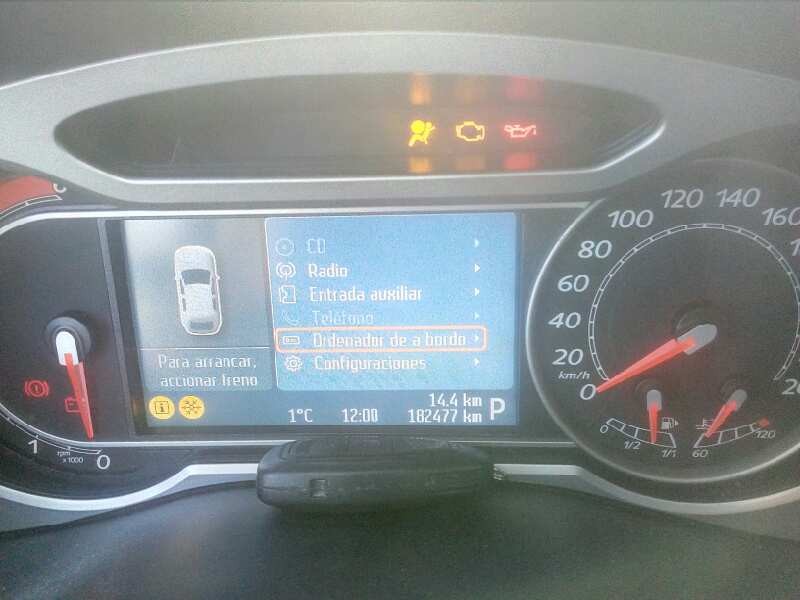 CD
Radio
Entrada auxiliar
Teléfono
Ordenador de a bordo
Configuraciones
Para arrancar,
accionar freno
14.4 km
1°C 12:00 182477 km P
C
1 0
rpm
x1000
0 20 40 60 80 100 120 140 160
km/h
0 1/2 1/1
60 120